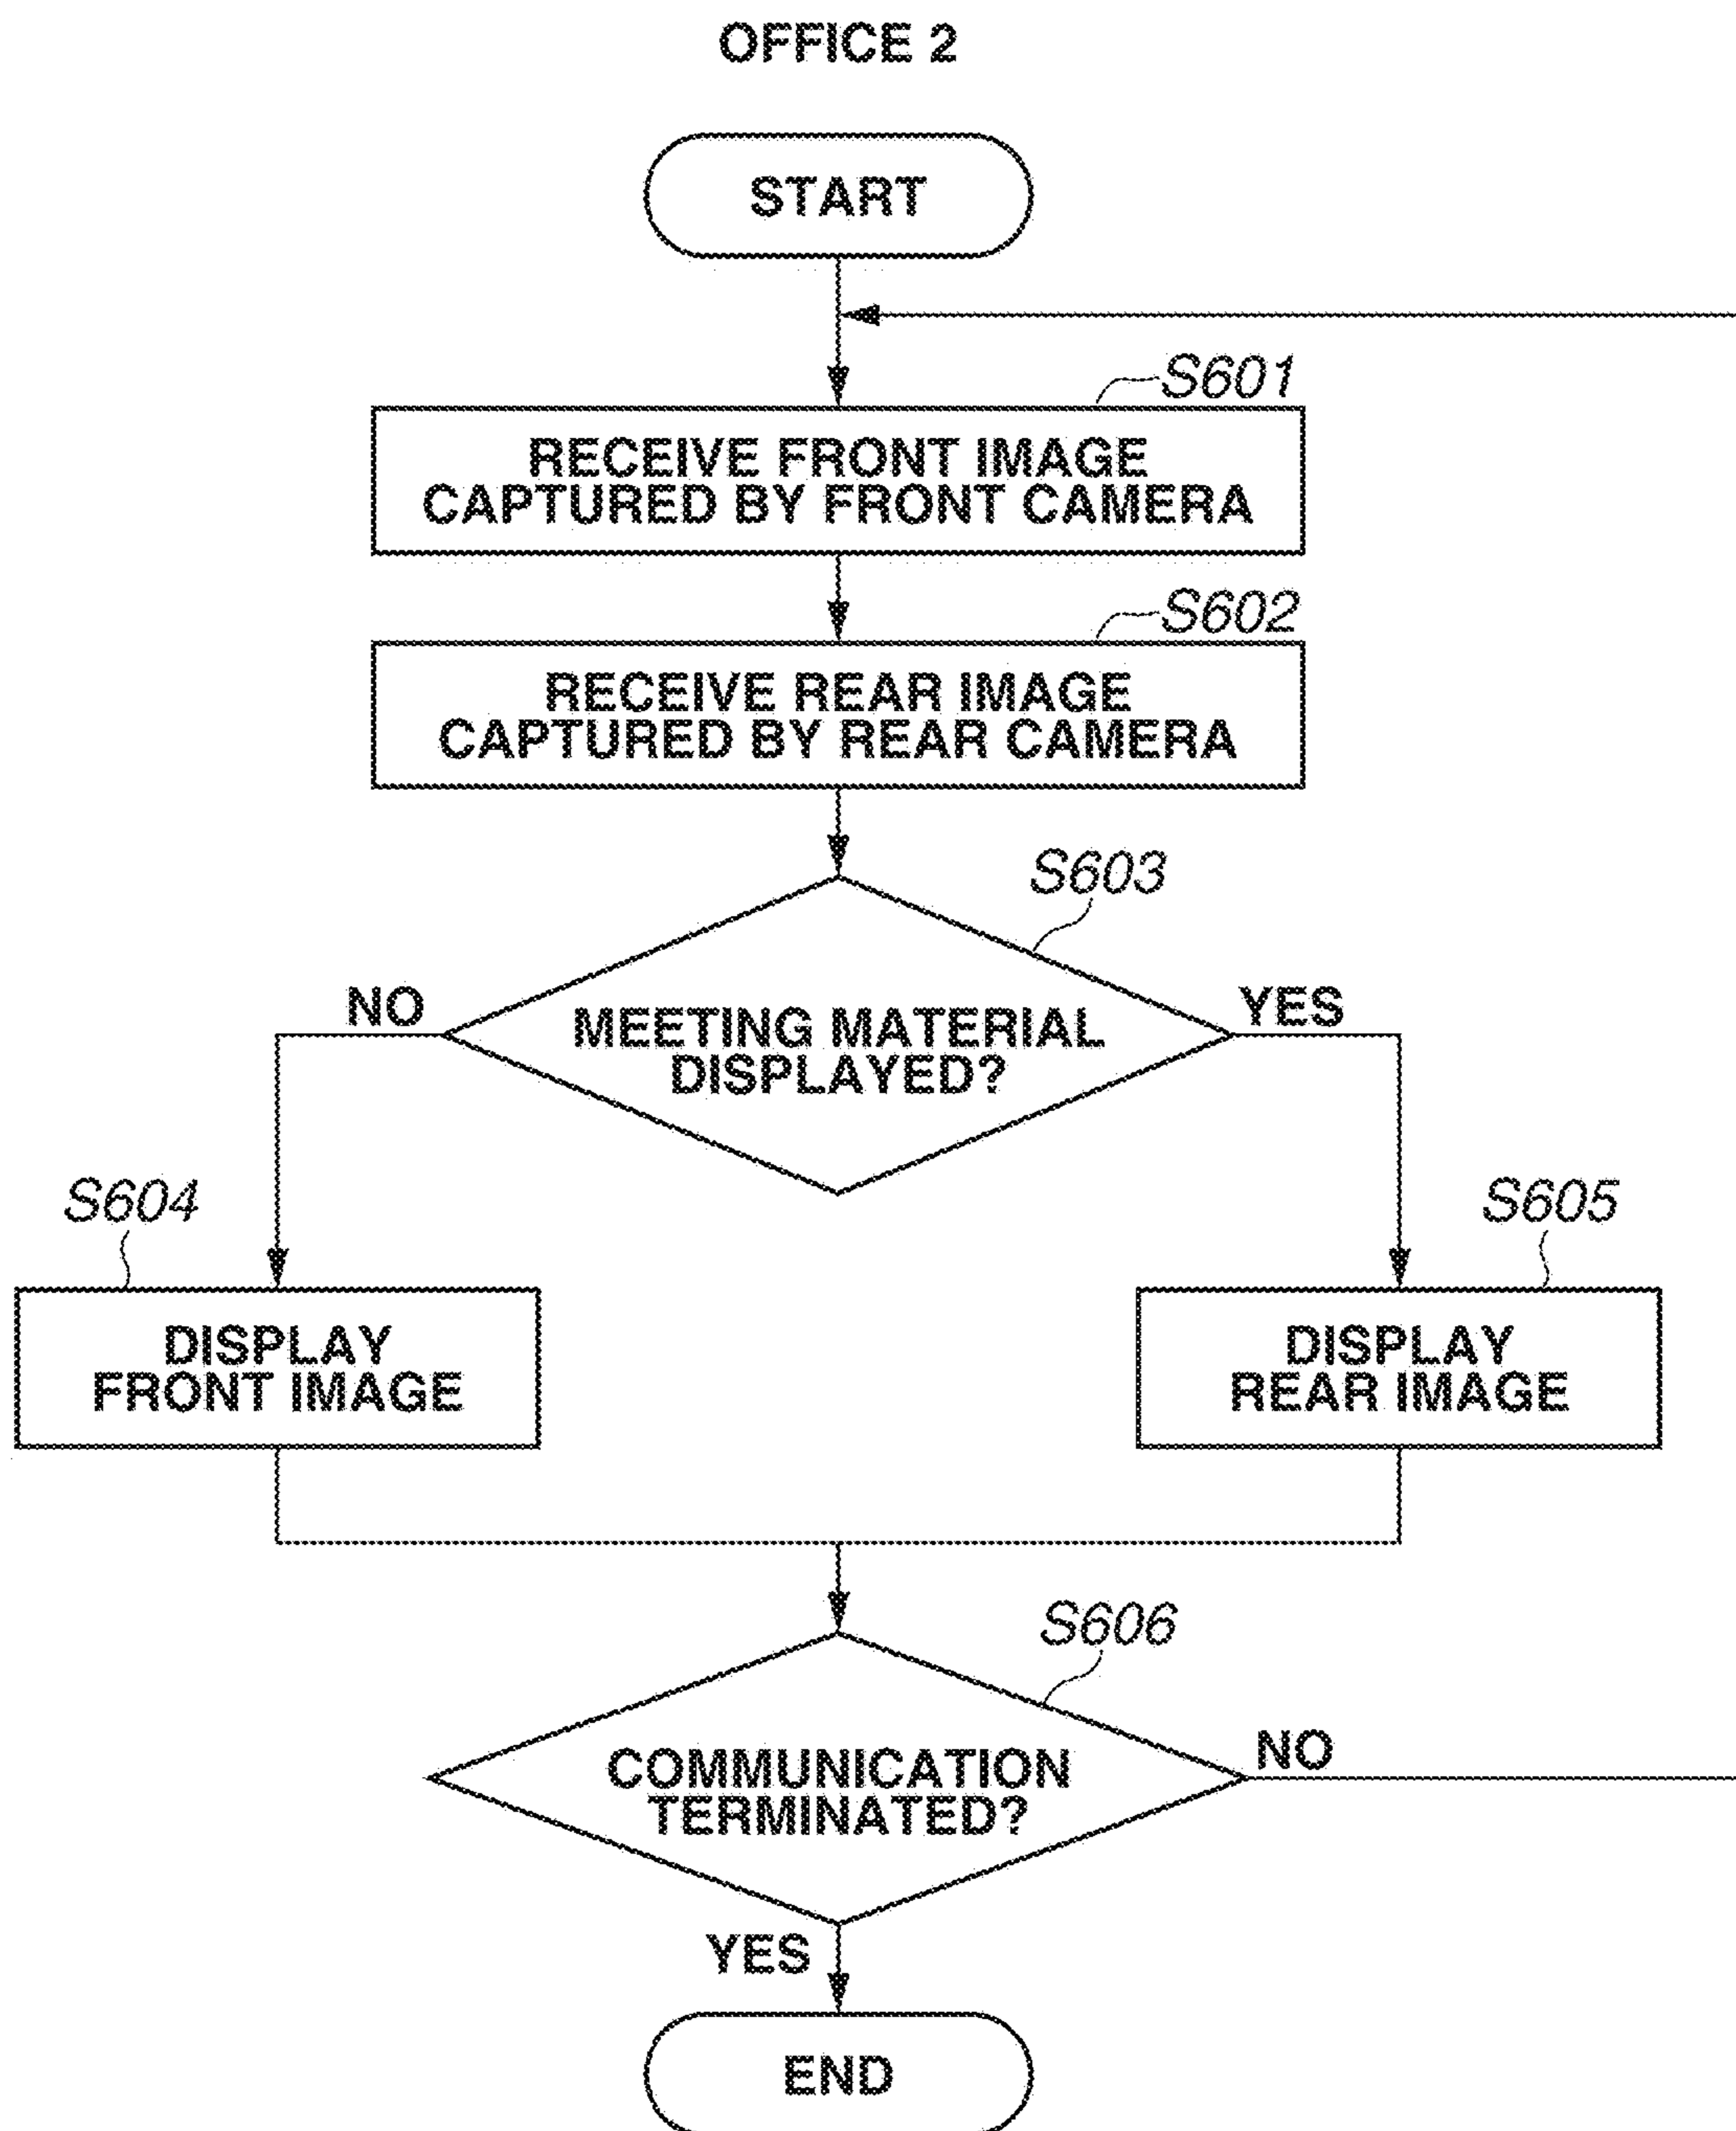 OFFICE 2
START
S601
RECEIVE FRONT IMAGE
CAPTURED BY FRONT CAMERA
S602
RECEIVE REAR IMAGE
CAPTURED BY REAR CAMERA
S603
NO
YES
MEETING MATERIAL
DISPLAYED?
S604
S605
DISPLAY
FRONT IMAGE
DISPLAY
REAR IMAGE
S606
NO
COMMUNICATION
TERMINATED?
YES
END